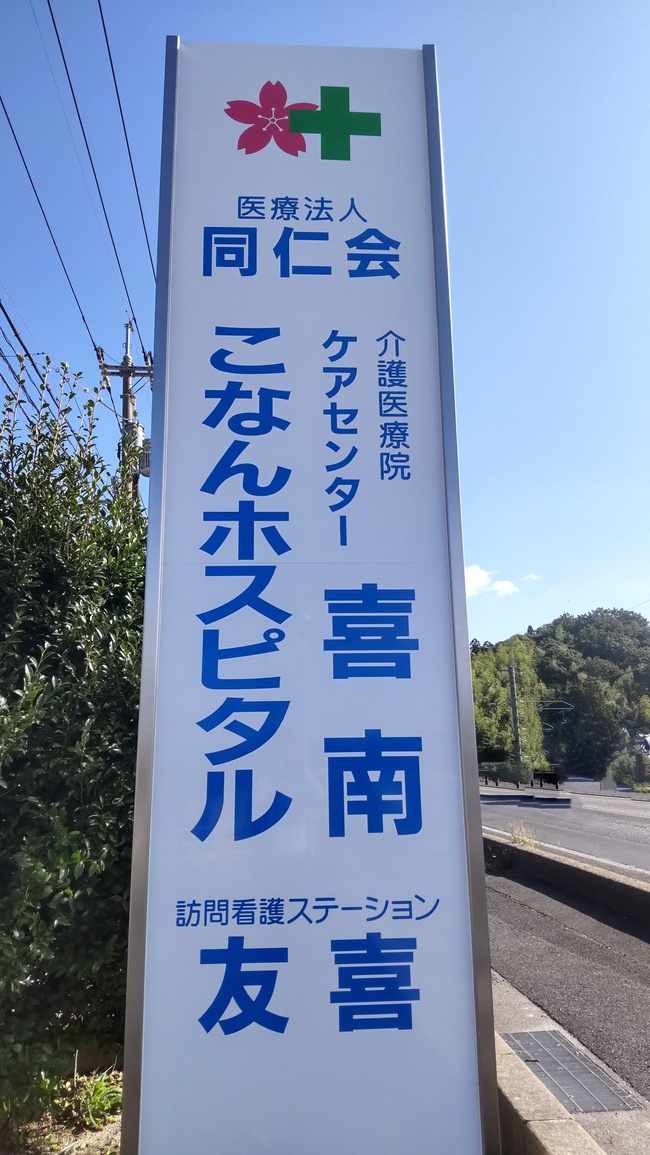 医療法人
同仁会
介護医療院
ケアセンター 喜南
こなんホスピタル
訪問看護ステーション
友喜